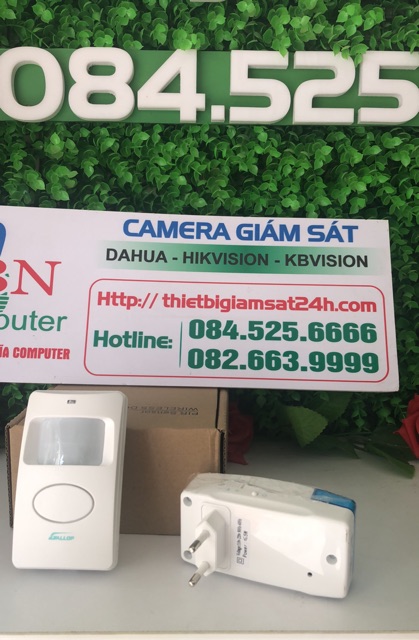 084.525
CAMERA GIÁM SÁT
DAHUA - HIKVISION - KBVISION
Http:// thietbigiamsat24h.com
Hotline:
084.525.6666
082.663.9999
puter
ÍA COMPUTER